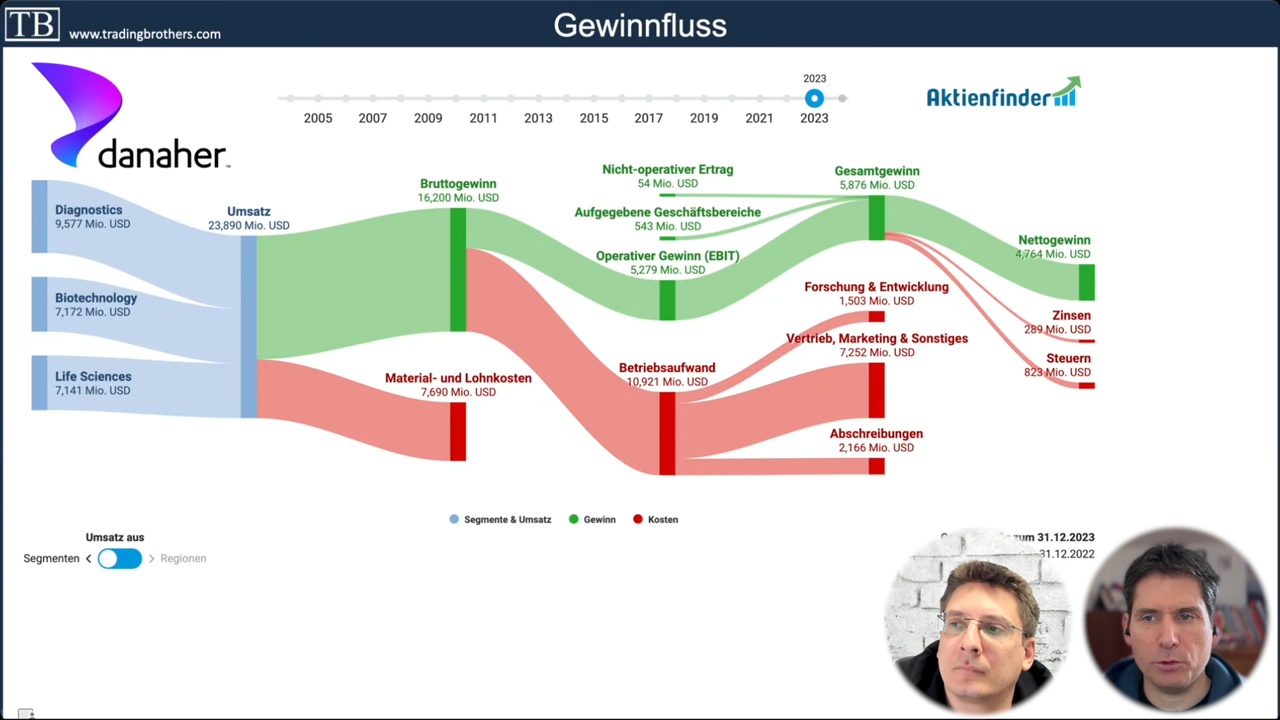 TB
www.tradingbrothers.com
Gewinnfluss
danaher™
2023
2005 2007 2009 2011 2013 2015 2017 2019 2021 2023
Aktienfinder
Diagnostics
9,577 Mio. USD
Biotechnology
7,172 Mio. USD
Life Sciences
7,141 Mio. USD
Umsatz
23,890 Mio. USD
Bruttogewinn
16,200 Mio. USD
Material- und Lohnkosten
7,690 Mio. USD
Nicht-operativer Ertrag
54 Mio. USD
Aufgegebene Geschäftsbereiche
543 Mio. USD
Operativer Gewinn (EBIT)
5,279 Mio. USD
Betriebsaufwand
10,921 Mio. USD
Gesamtgewinn
5,876 Mio. USD
Forschung & Entwicklung
1,503 Mio. USD
Vertrieb, Marketing & Sonstiges
7,252 Mio. USD
Abschreibungen
2,166 Mio. USD
Nettogewinn
4,764 Mio. USD
Zinsen
289 Mio. USD
Steuern
823 Mio. USD
Segmente & Umsatz Gewinn Kosten
Umsatz aus
Segmenten < > Regionen
zum 31.12.2023
31.12.2022